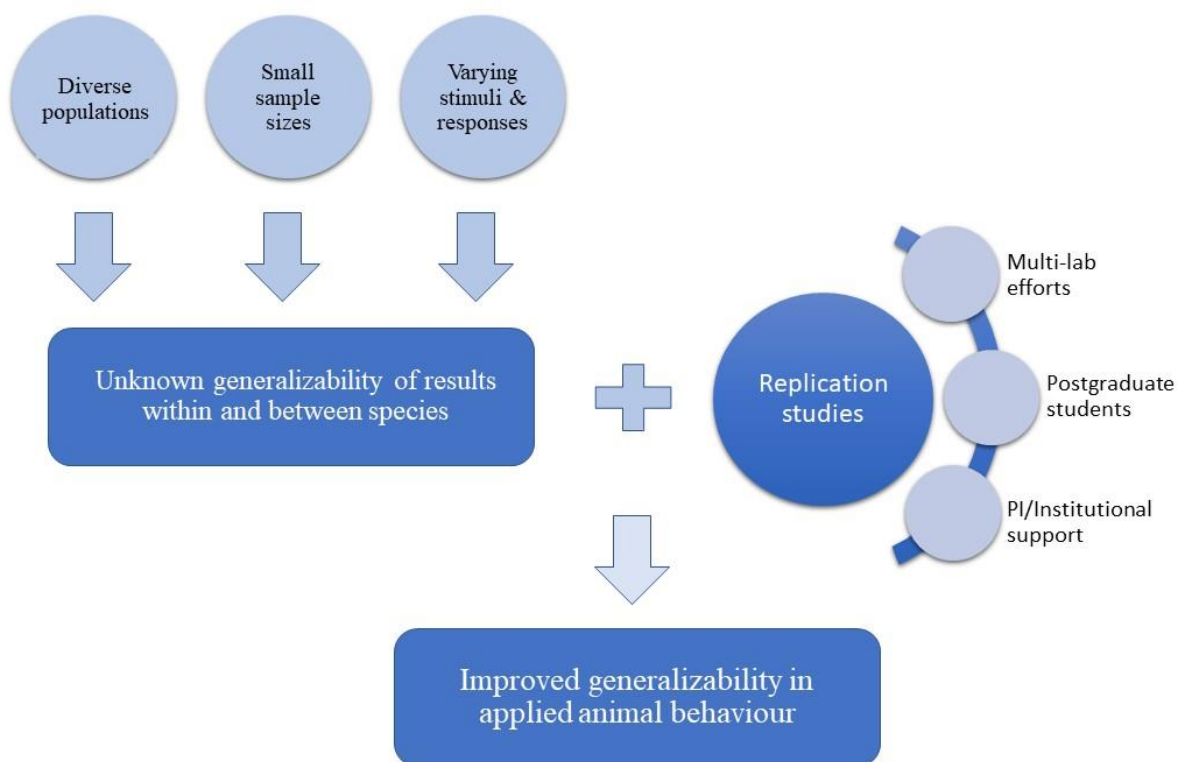 Diverse
populations
Small
sample
sizes
Varying
stimuli &
responses
Unknown generalizability of results
within and between species
Replication
studies
Multi-lab
efforts
Postgraduate
students
PI/Institutional
support
Improved generalizability in
applied animal behaviour